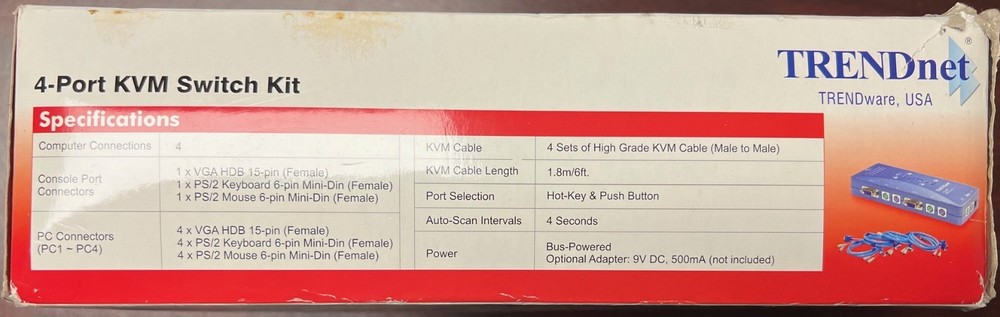 4-Port KVM Switch Kit
TRENDnet®
TRENDware, USA
Specifications
Computer Connections 4
Console Port Connectors
1 x VGA HDB 15-pin (Female)
1 x PS/2 Keyboard 6-pin Mini-Din (Female)
1 x PS/2 Mouse 6-pin Mini-Din (Female)
PC Connectors
(PC1 ~ PC4)
4 x VGA HDB 15-pin (Female)
4 x PS/2 Keyboard 6-pin Mini-Din (Female)
4 x PS/2 Mouse 6-pin Mini-Din (Female)
KVM Cable 4 Sets of High Grade KVM Cable (Male to Male)
KVM Cable Length 1.8m/6ft.
Port Selection Hot-Key & Push Button
Auto-Scan Intervals 4 Seconds
Power
Bus-Powered
Optional Adapter: 9V DC, 500mA (not included)